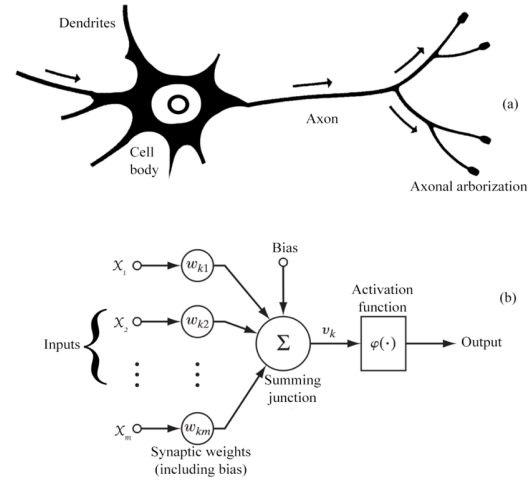 Dendrites
Axon
(a)
Cell
body
Axonal arborization
Bias
x₁
wₖ₁
Activation
function
(b)
x₂
wₖ₂
Inputs
Σ
vₖ
φ(·)
Output
Summing
junction
xₘ
wₖₘ
Synaptic weights
(including bias)